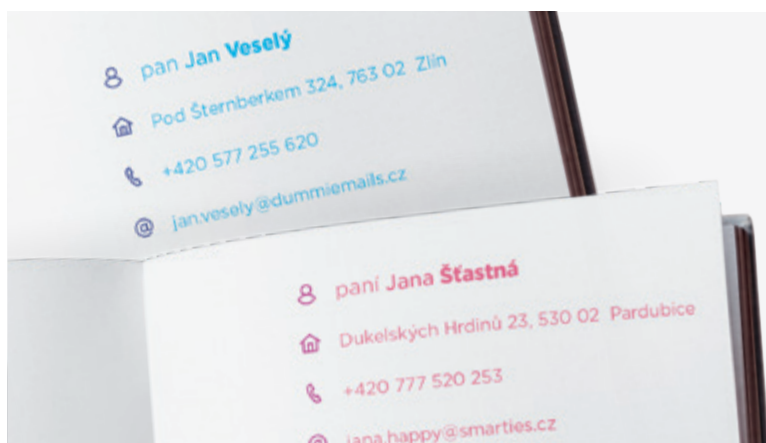 pan Jan Veselý
Pod Šternberkem 324, 763 02 Zlín
+420 577 255 620
jan.vesely@dummiemails.cz
paní Jana Šťastná
Dukelských Hrdinů 23, 530 02 Pardubice
+420 777 520 253
jana.happy@smarties.cz